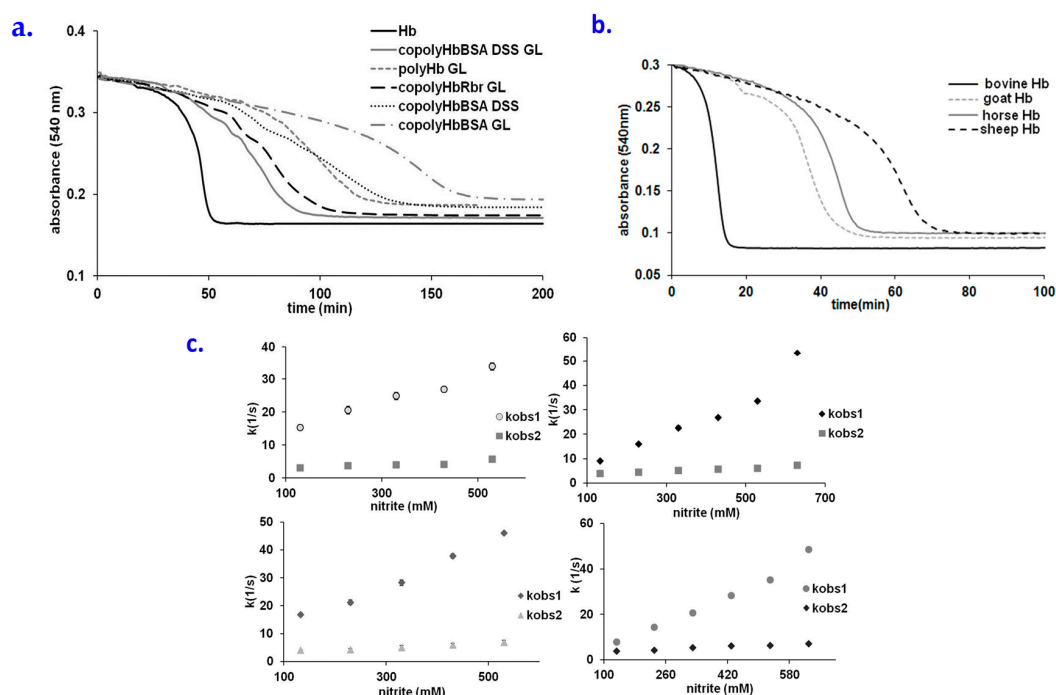 a.
absorbance (540 nm)
0.4
0.3
0.2
0.1
0
50
100
150
200
time (min)
Hb
copolyHbBSA DSS GL
polyHb GL
copolyHbRbr GL
copolyHbBSA DSS
copolyHbBSA GL
b.
absorbance (540nm)
0.3
0.25
0.2
0.15
0.1
0.05
0
20
40
60
80
100
time(min)
bovine Hb
goat Hb
horse Hb
sheep Hb
c.
k(1/s)
40
30
20
10
0
100
300
500
nitrite (mM)
kobs1
kobs2
k(1/s)
60
50
40
30
20
10
0
100
300
500
700
nitrite (mM)
kobs1
kobs2
k(1/s)
50
40
30
20
10
0
100
300
500
nitrite (mM)
kobs1
kobs2
k (1/s)
60
40
20
0
100
260
420
580
nitrite (mM)
kobs1
kobs2